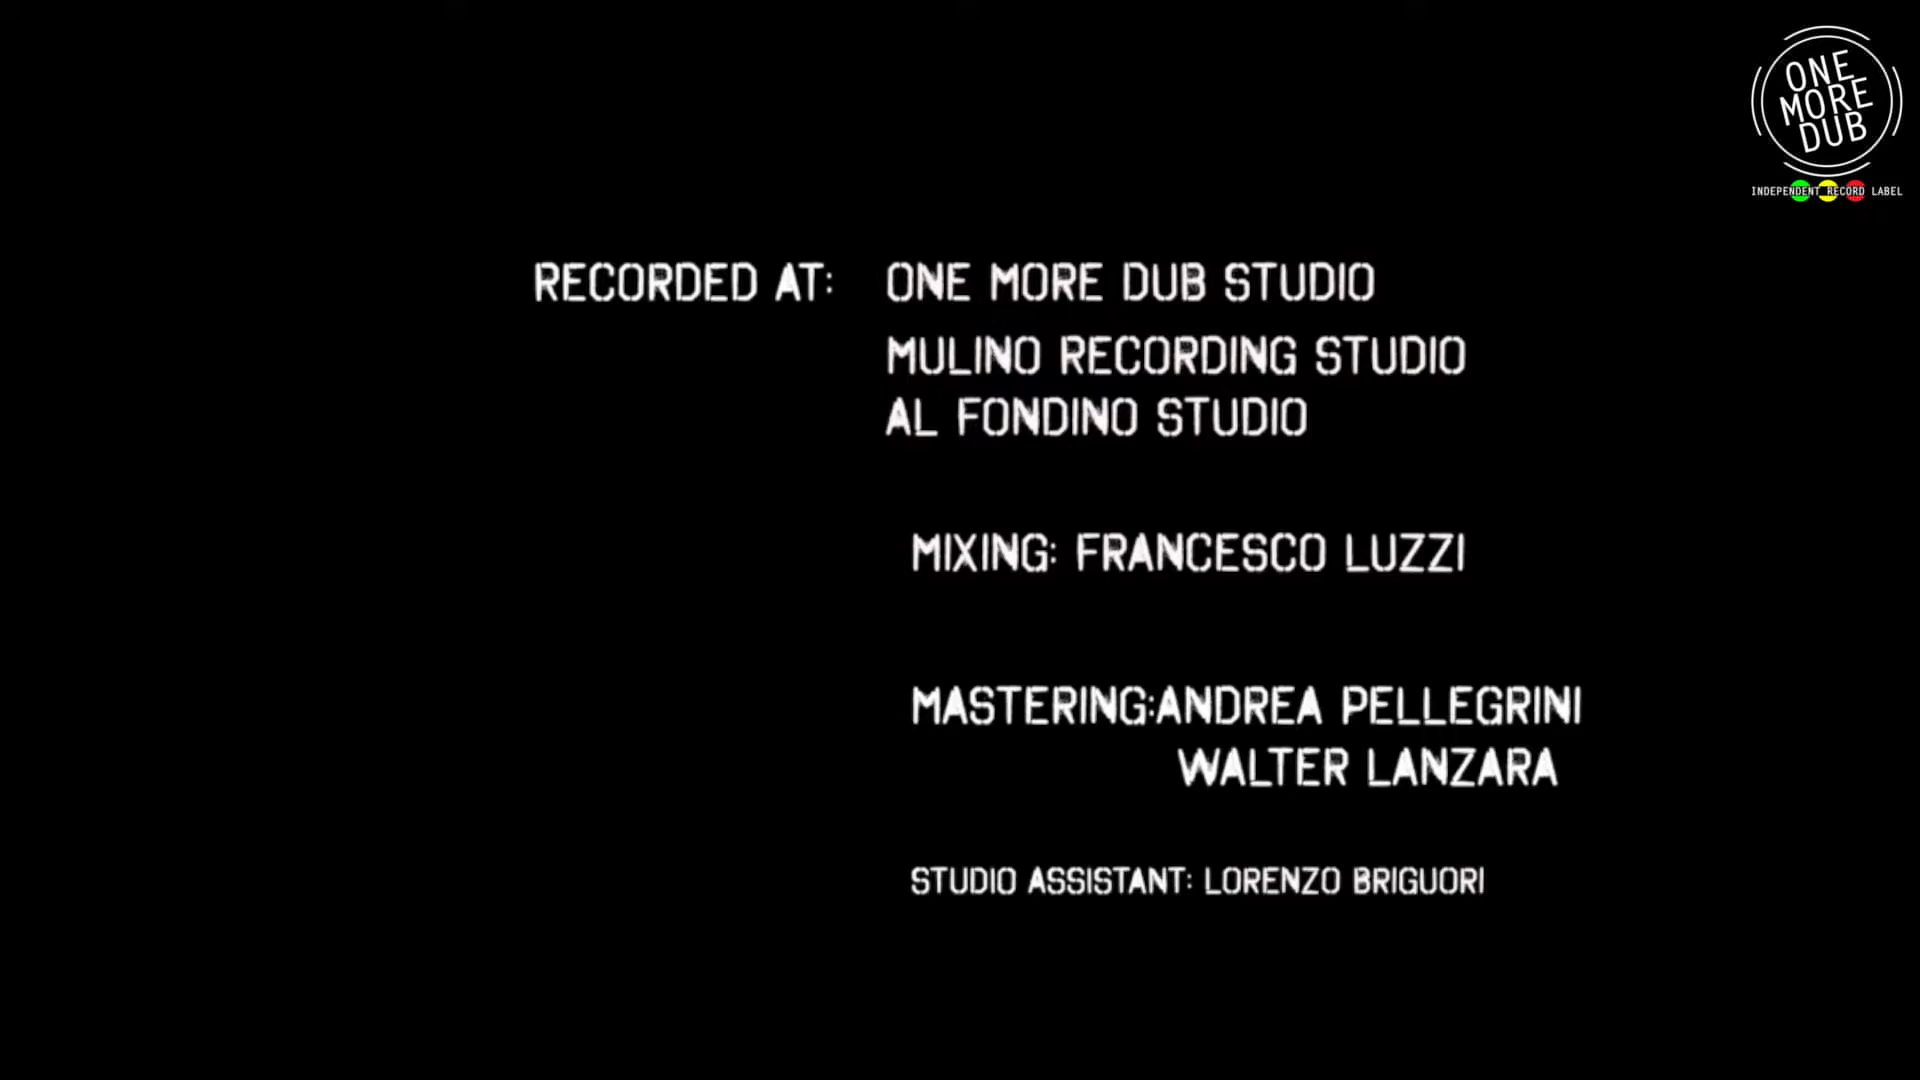 ONE
MORE
DUB
INDEPENDENT RECORD LABEL
RECORDED AT: ONE MORE DUB STUDIO
MULINO RECORDING STUDIO
AL FONDINO STUDIO
MIXING: FRANCESCO LUZZI
MASTERING:ANDREA PELLEGRINI
WALTER LANZARA
STUDIO ASSISTANT: LORENZO BRIGUORI